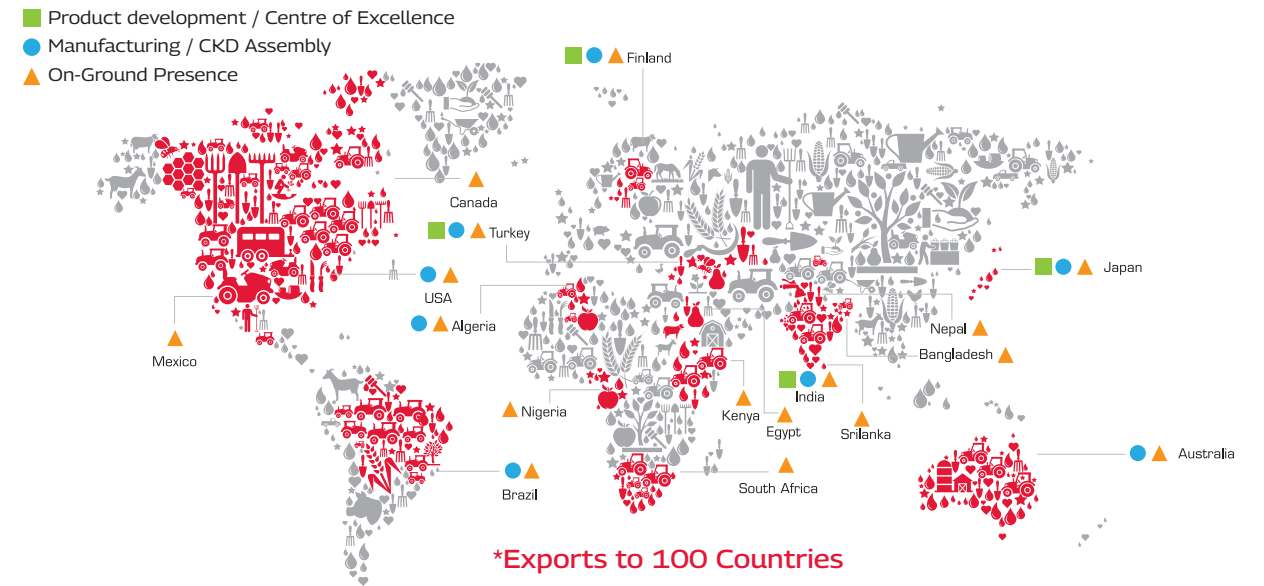 Product development / Centre of Excellence
Manufacturing / CKD Assembly
On-Ground Presence
Finland
Canada
Turkey
Japan
USA
Algeria
Nepal
Mexico
Bangladesh
India
Nigeria
Kenya
Egypt
Srilanka
Australia
South Africa
Brazil
*Exports to 100 Countries